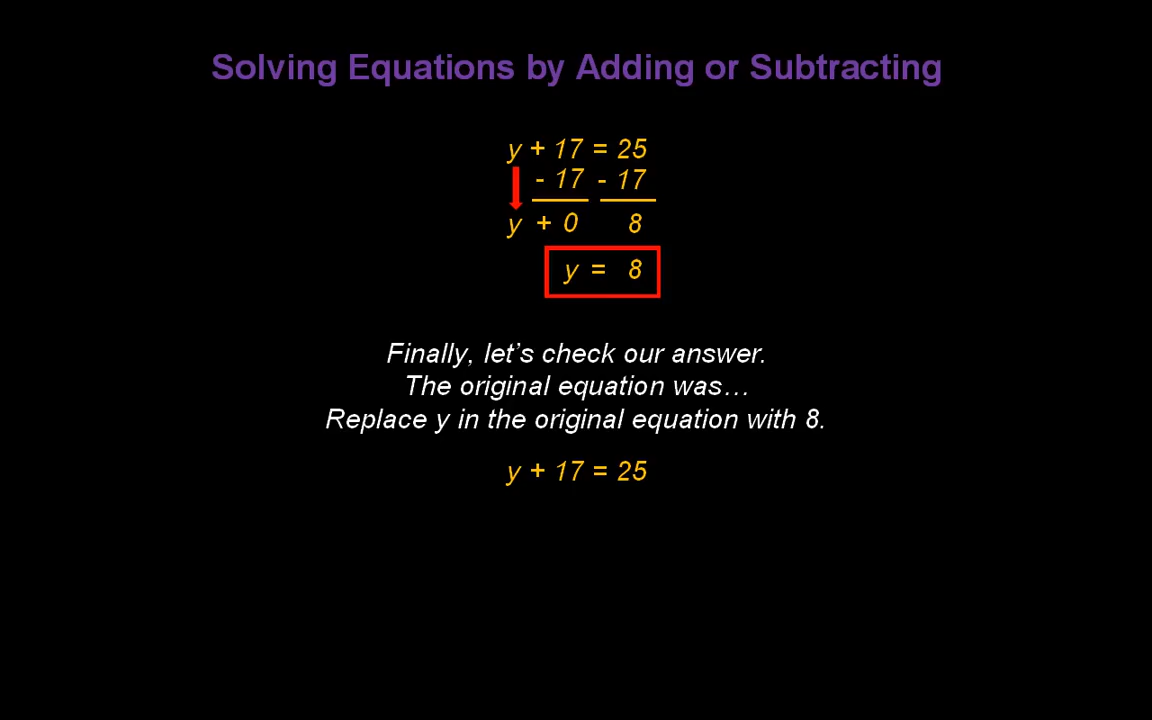 Solving Equations by Adding or Subtracting
y + 17 = 25
- 17 - 17
y + 0 8
y = 8
Finally, let’s check our answer.
The original equation was…
Replace y in the original equation with 8.
y + 17 = 25